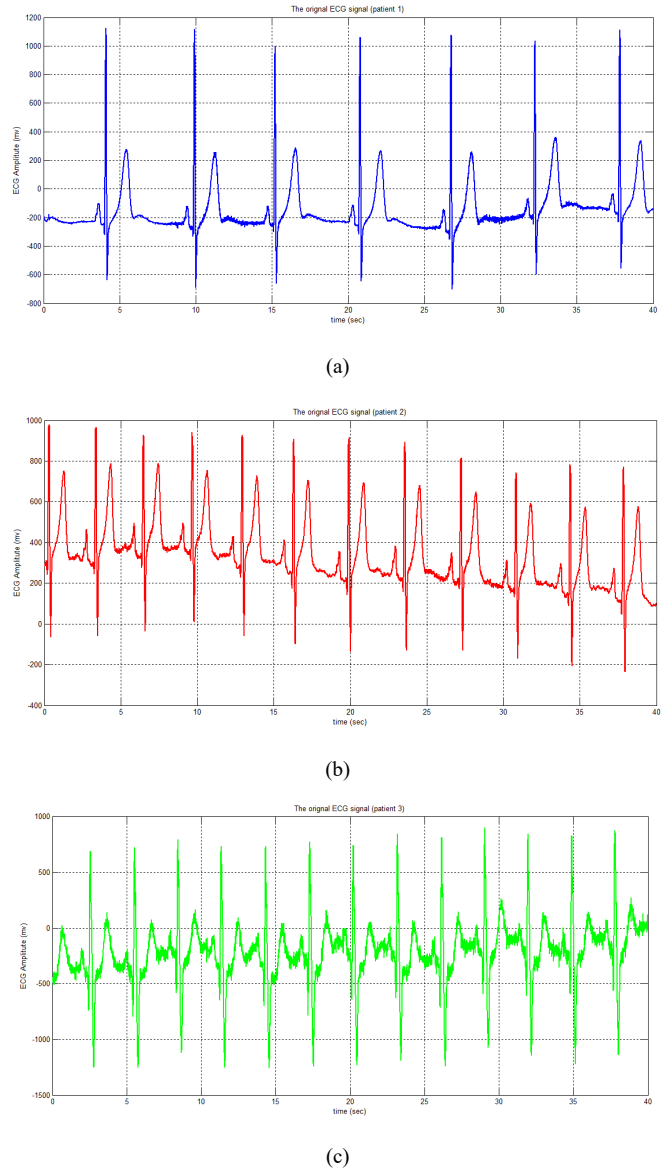 The orignal ECG signal (patient 1)
1200
1000
800
600
400
200
0
-200
-400
-600
-800
ECG Amplitute (mv)
0 5 10 15 20 25 30 35 40
time (sec)
(a)
The orignal ECG signal (patient 2)
1000
800
600
400
200
0
-200
-400
ECG Amplitute (mv)
0 5 10 15 20 25 30 35 40
time (sec)
(b)
The orignal ECG signal (patient 3)
1000
500
0
-500
-1000
-1500
ECG Amplitute (mv)
0 5 10 15 20 25 30 35 40
time (sec)
(c)